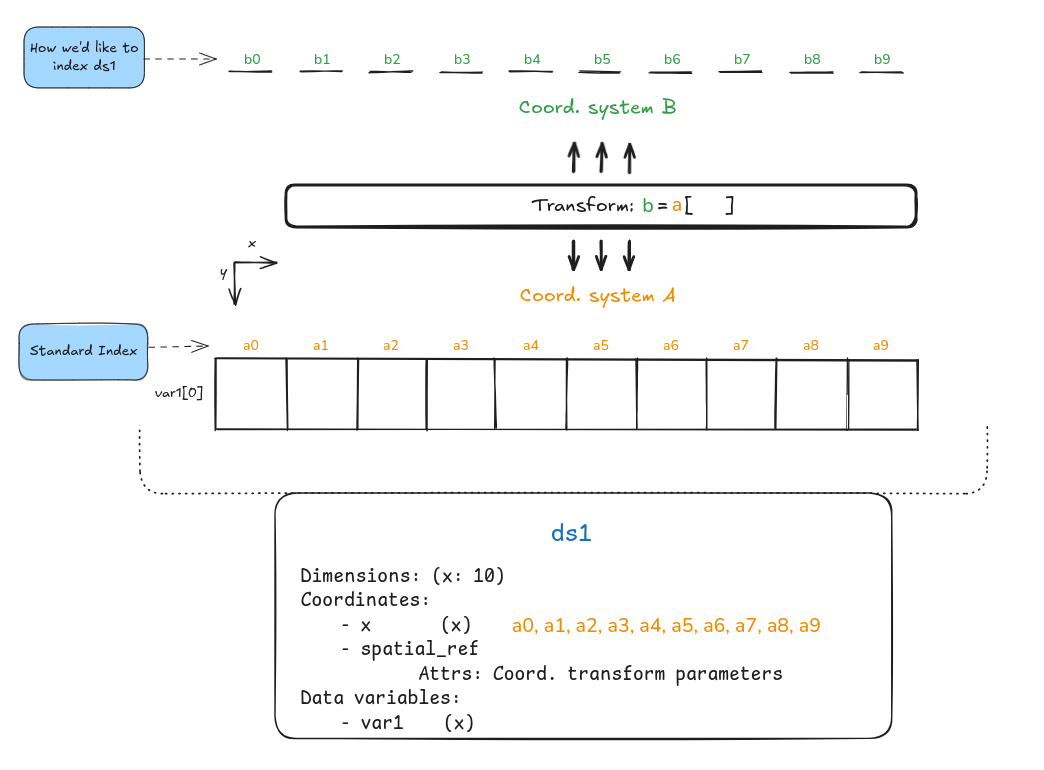 How we'd like to
index ds1
b0 b1 b2 b3 b4 b5 b6 b7 b8 b9
Coord. system B
Transform: b = a[ ]
x
y
Coord. system A
Standard Index
a0 a1 a2 a3 a4 a5 a6 a7 a8 a9
var1[0]
ds1
Dimensions: (x: 10)
Coordinates:
- x (x) a0, a1, a2, a3, a4, a5, a6, a7, a8, a9
- spatial_ref
Attrs: Coord. transform parameters
Data variables:
- var1 (x)